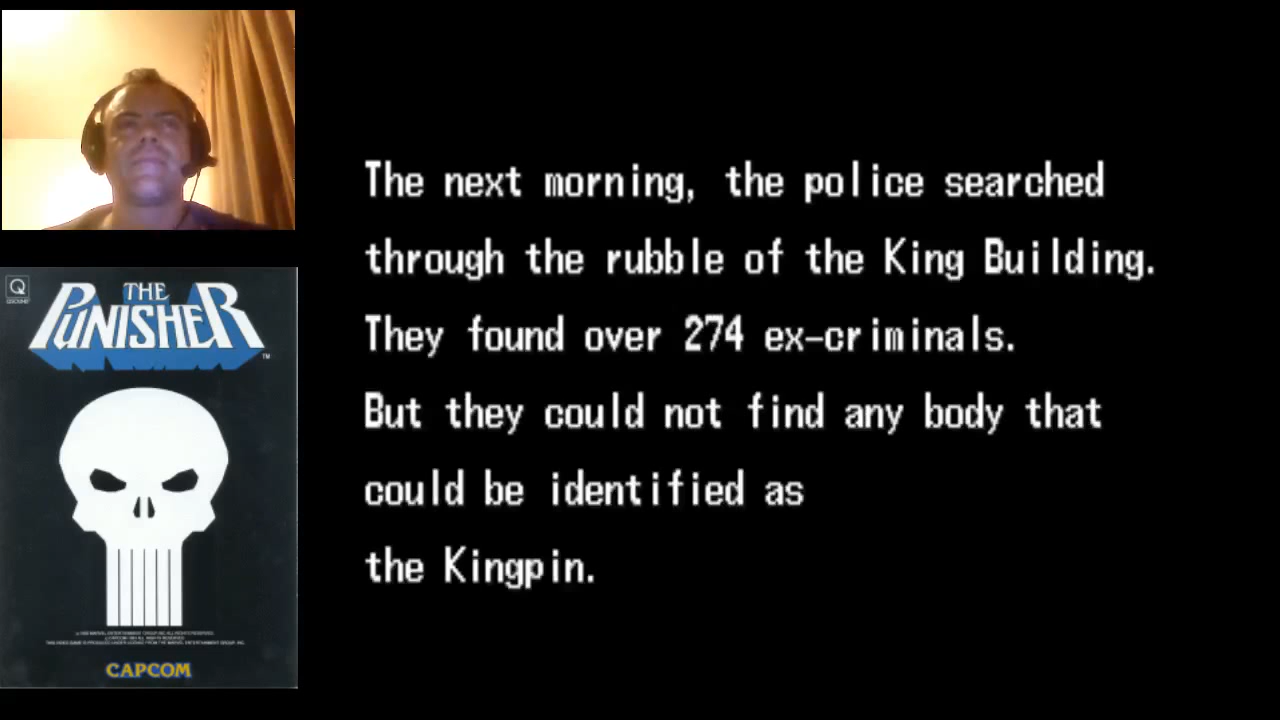 The next morning, the police searched
through the rubble of the King Building.
They found over 274 ex-criminals.
But they could not find any body that
could be identified as
the Kingpin.
Q
THE
PUNISHER
TM
CAPCOM